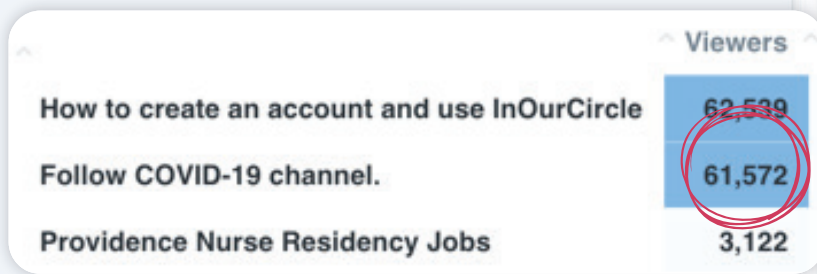 Viewers
How to create an account and use InOurCircle 62,539
Follow COVID-19 channel. 61,572
Providence Nurse Residency Jobs 3,122